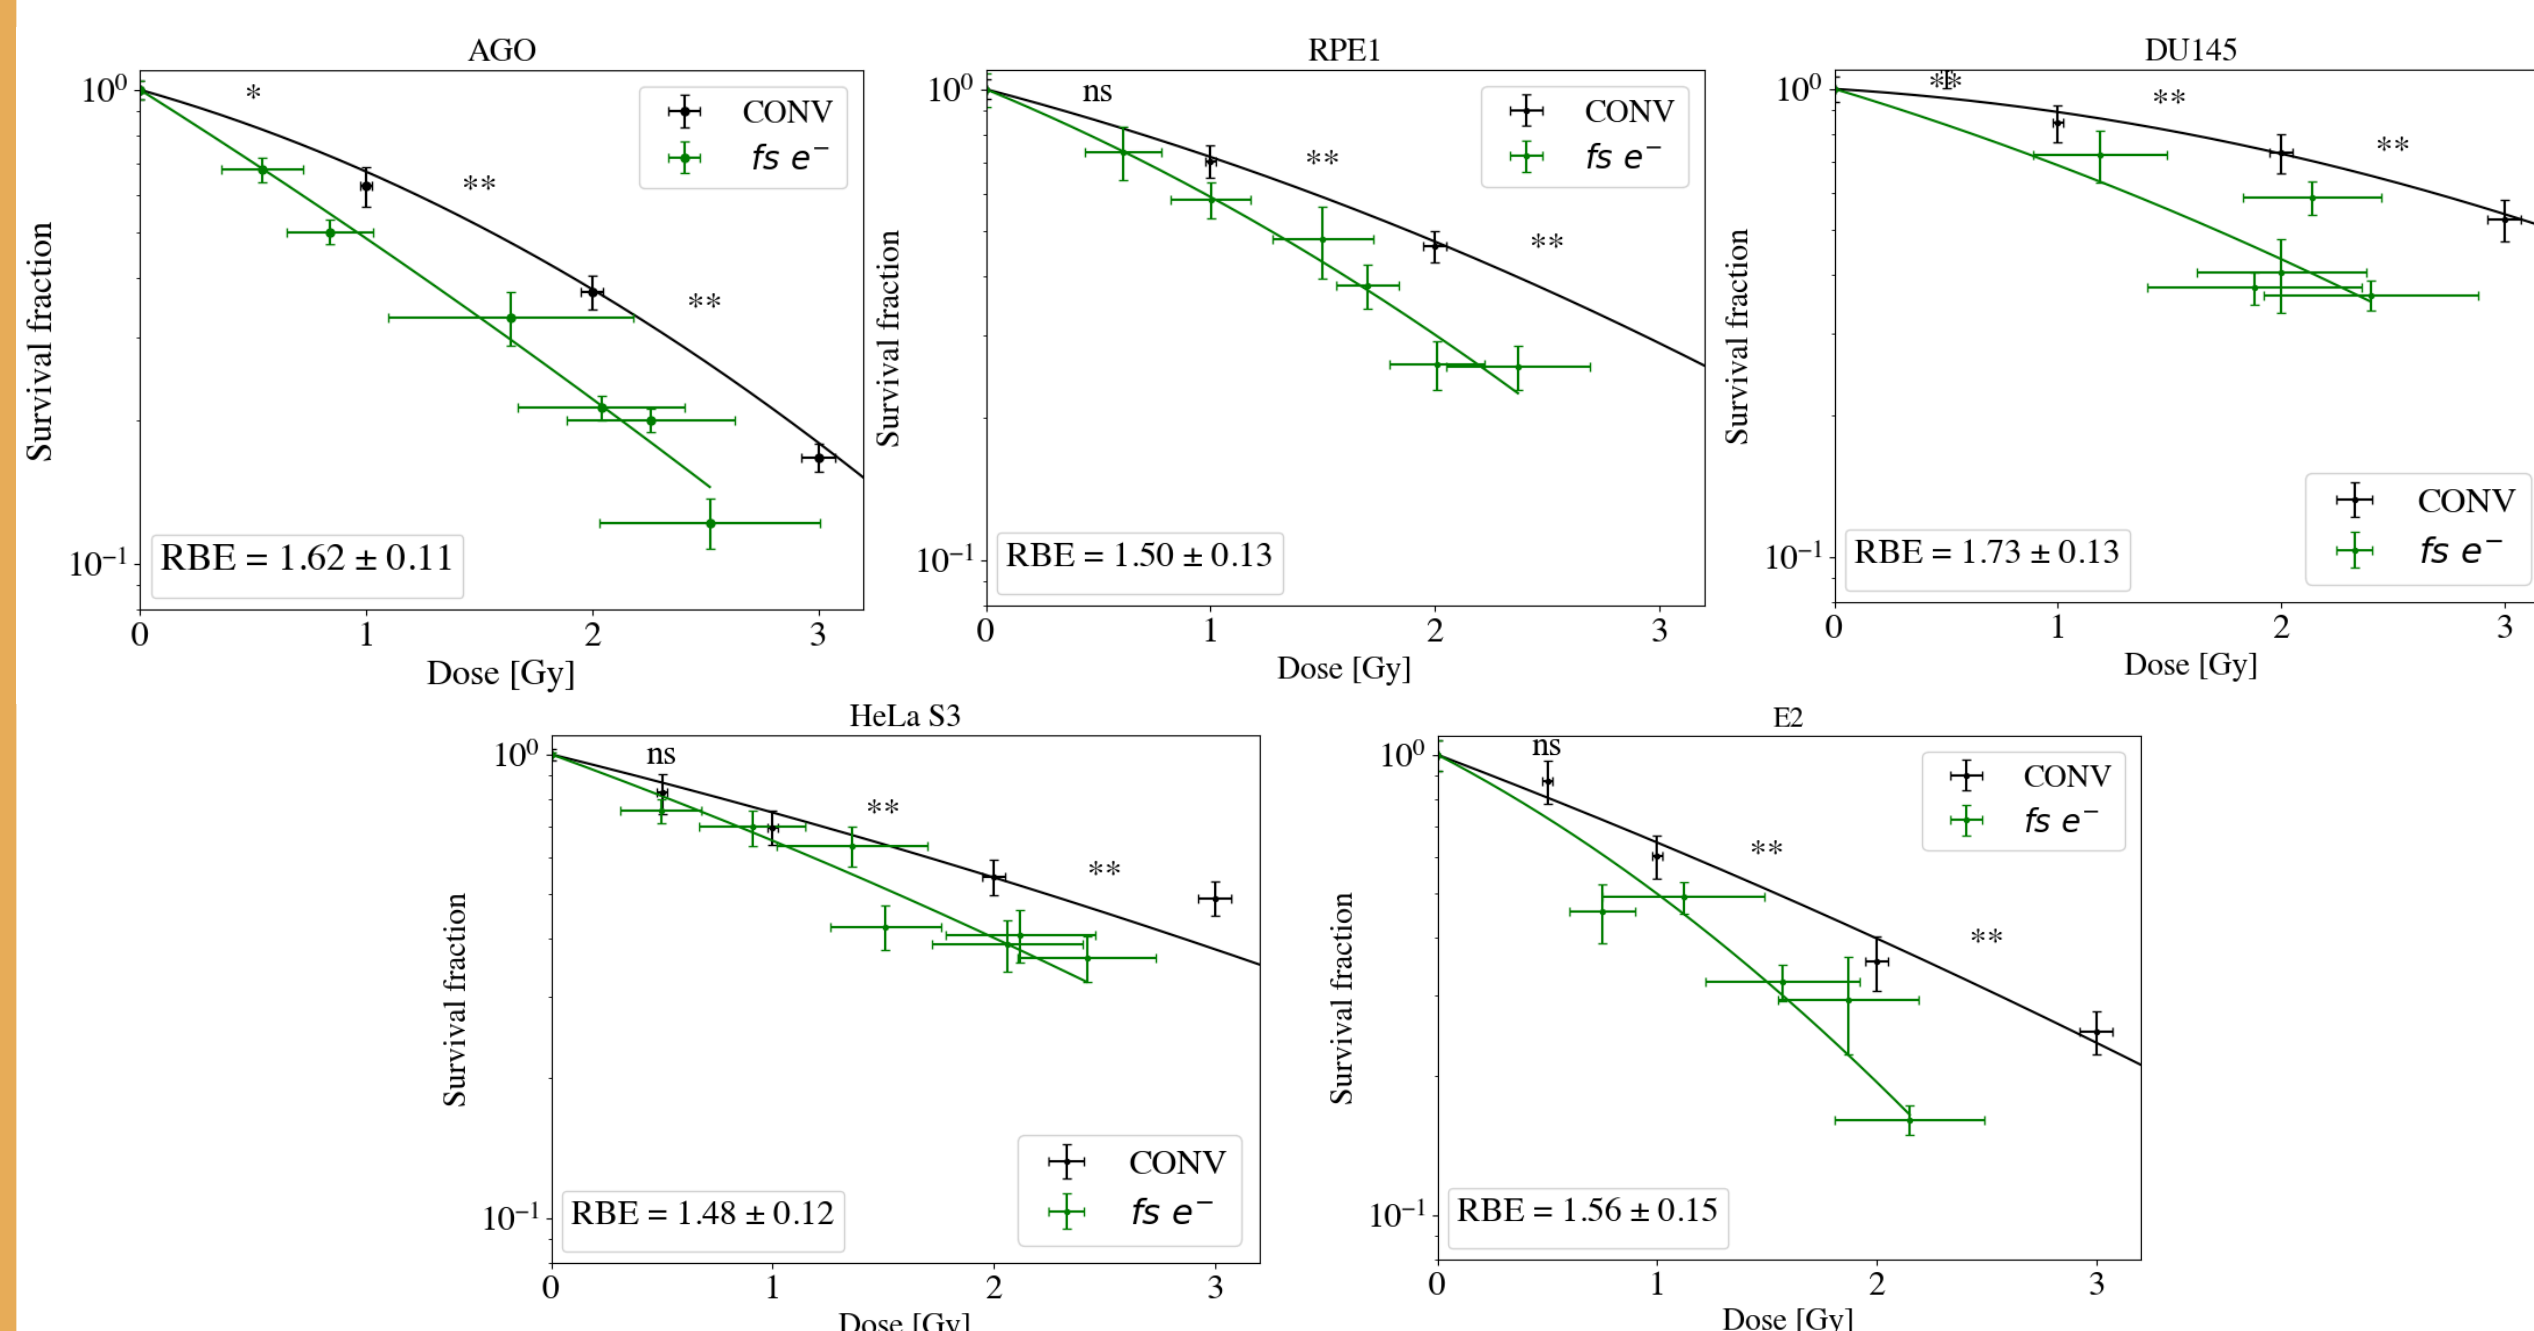 AGO
10⁰
*
**
**
CONV
fs e⁻
Survival fraction
10⁻¹
RBE = 1.62 ± 0.11
0 1 2 3
Dose [Gy]
RPE1
10⁰
ns
**
**
CONV
fs e⁻
Survival fraction
10⁻¹
RBE = 1.50 ± 0.13
0 1 2 3
Dose [Gy]
DU145
10⁰
**
**
**
Survival fraction
CONV
fs e⁻
10⁻¹
RBE = 1.73 ± 0.13
0 1 2 3
Dose [Gy]
HeLa S3
10⁰
ns
**
**
Survival fraction
CONV
fs e⁻
10⁻¹
RBE = 1.48 ± 0.12
0 1 2 3
Dose [Gy]
E2
10⁰
ns
**
**
CONV
fs e⁻
Survival fraction
10⁻¹
RBE = 1.56 ± 0.15
0 1 2 3
Dose [Gy]